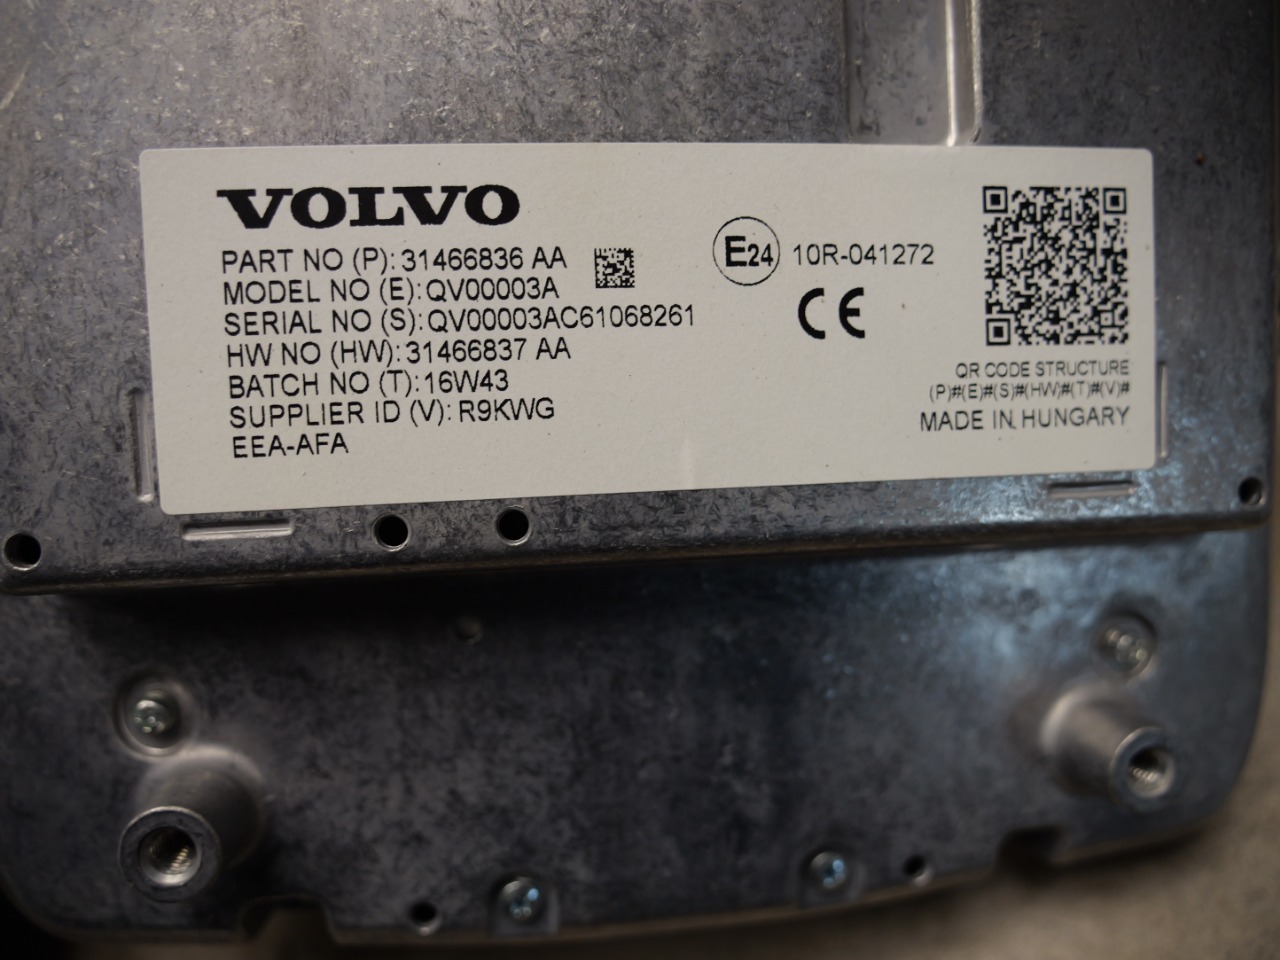 VOLVO
PART NO (P): 31466836 AA
MODEL NO (E): QV00003A
SERIAL NO (S): QV00003AC61068261
HW NO (HW): 31466837 AA
BATCH NO (T): 16W43
SUPPLIER ID (V): R9KWG
EEA-AFA
E24 10R-041272
CE
QR CODE STRUCTURE
(P)#(E)#(S)#(HW)#(T)#(V)#
MADE IN HUNGARY